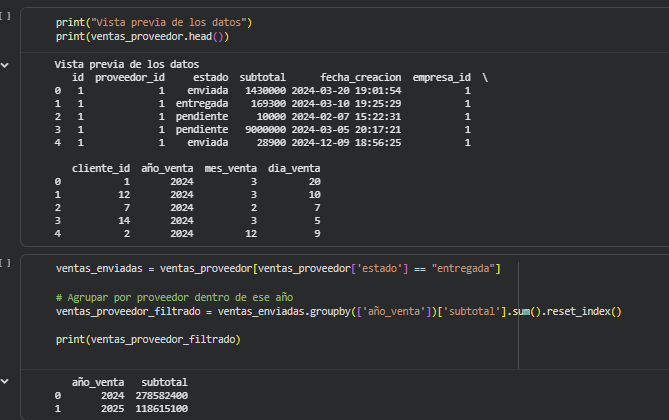 [ ]
print("Vista previa de los datos")
print(ventas_proveedor.head())
Vista previa de los datos
   id  proveedor_id     estado  subtotal      fecha_creacion  empresa_id  \
0   1             1    enviada   1430000 2024-03-20 19:01:54           1
1   1             1  entregada    169300 2024-03-10 19:25:29           1
2   1             1  pendiente     10000 2024-02-07 15:22:31           1
3   1             1  pendiente   9000000 2024-03-05 20:17:21           1
4   1             1    enviada     28900 2024-12-09 18:56:25           1
   cliente_id  año_venta  mes_venta  dia_venta
0           1       2024          3         20
1          12       2024          3         10
2           7       2024          2          7
3          14       2024          3          5
4           2       2024         12          9
[ ]
ventas_enviadas = ventas_proveedor[ventas_proveedor['estado'] == "entregada"]
# Agrupar por proveedor dentro de ese año
ventas_proveedor_filtrado = ventas_enviadas.groupby(['año_venta'])['subtotal'].sum().reset_index()
print(ventas_proveedor_filtrado)
   año_venta   subtotal
0       2024  278582400
1       2025  118615100